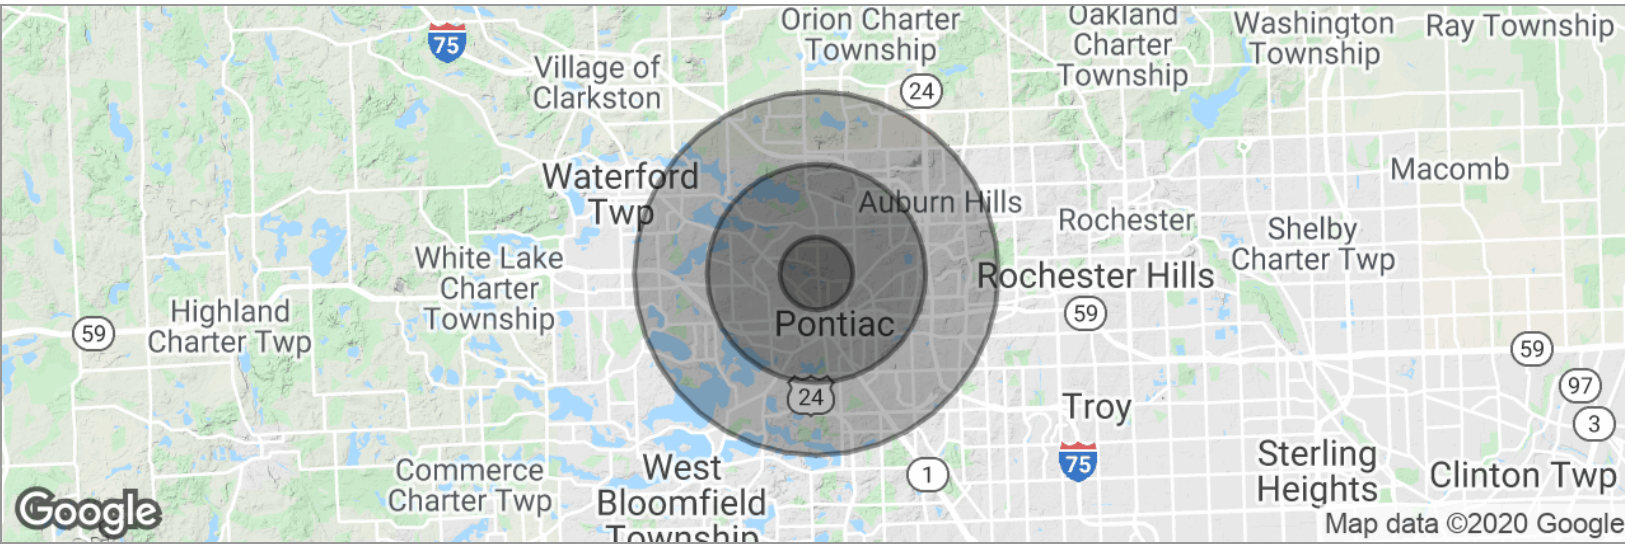 Orion Charter
Township
Oakland
Charter
Township
Washington
Township
Ray Township
75
Village of
Clarkston
24
Waterford
Twp
Auburn Hills
Macomb
Rochester
Shelby
Charter Twp
White Lake
Charter
Township
Rochester Hills
Highland
Charter Twp
59
Pontiac
59
59
24
Troy
97
3
75
Commerce
Charter Twp
West
Bloomfield
Township
1
Sterling
Heights
Clinton Twp
Google
Map data ©2020 Google